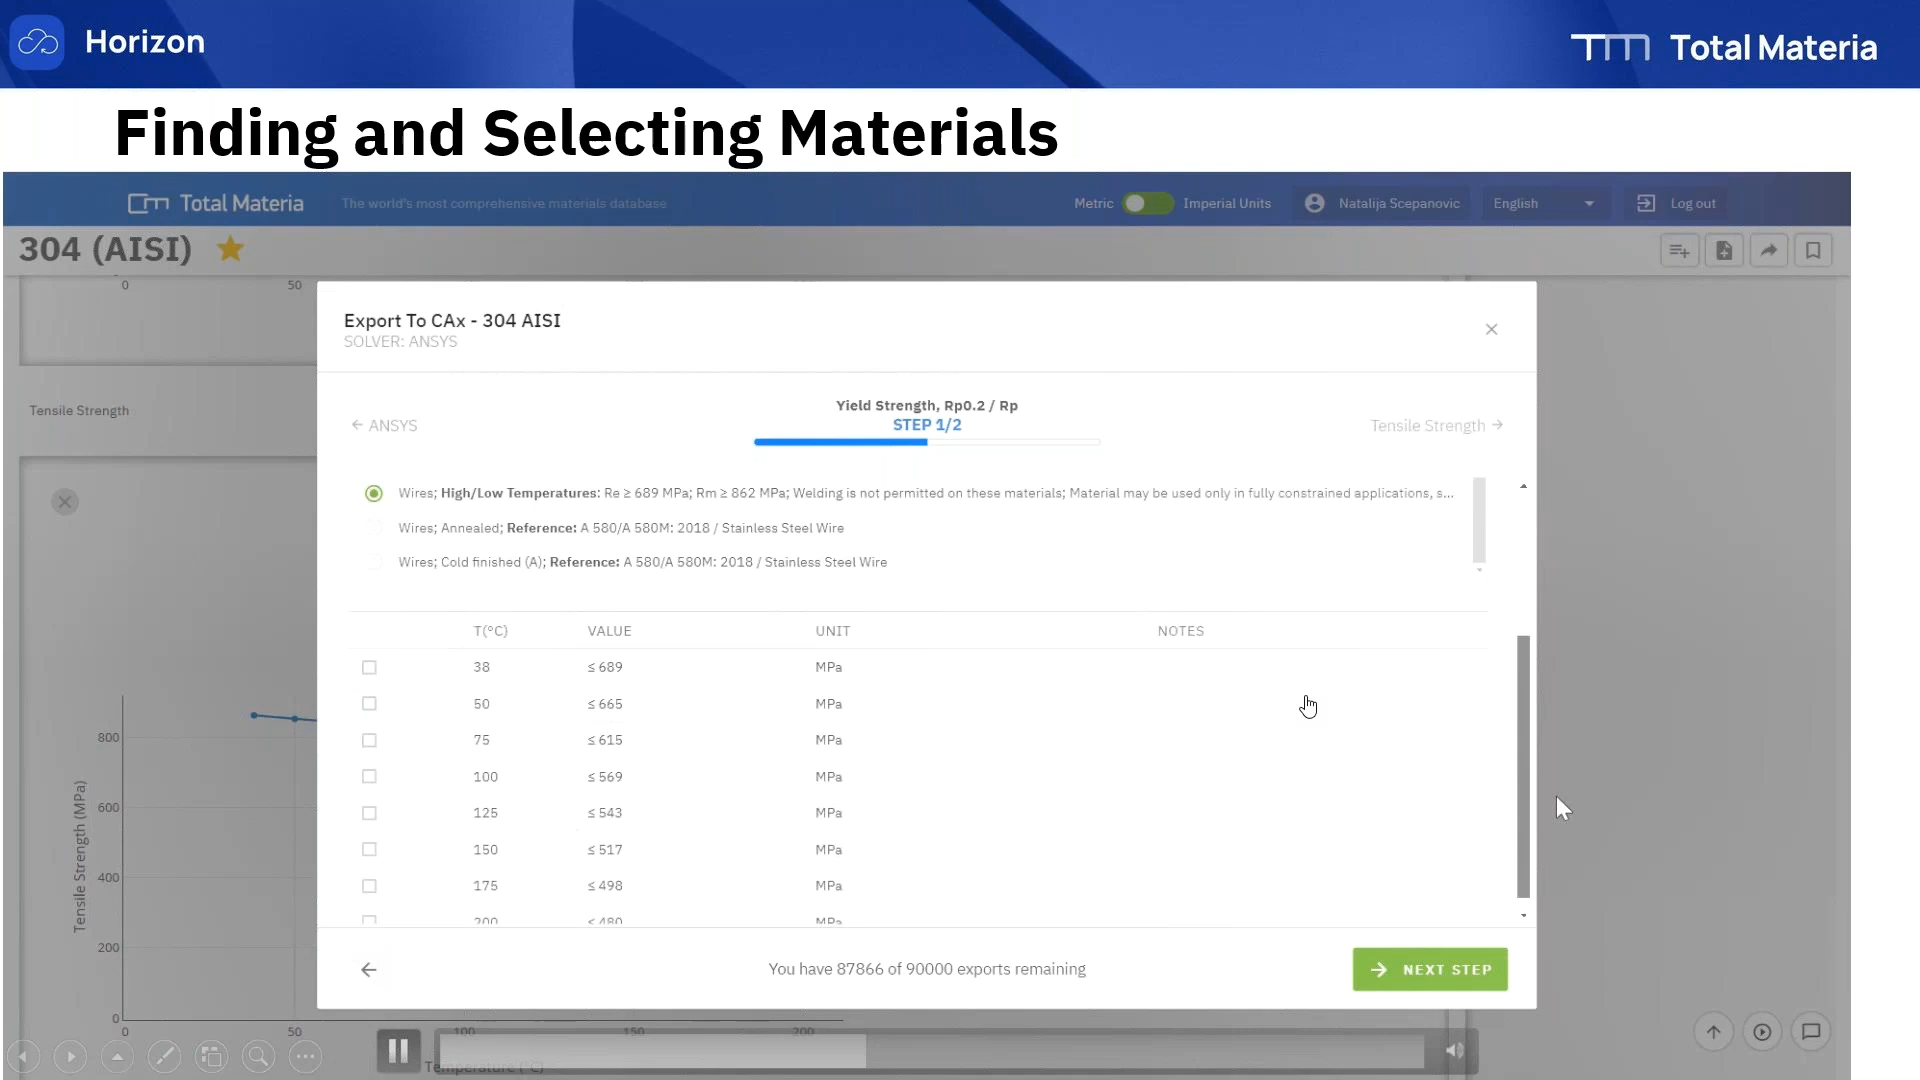 Horizon
Total Materia
Finding and Selecting Materials
Total Materia
The world's most comprehensive materials database
Metric
Imperial Units
Natalija Scepanovic
English
Log out
304 (AISI)
0
50
Export To CAx - 304 AISI
SOLVER: ANSYS
Yield Strength, Rp0.2 / Rp
← ANSYS
STEP 1/2
Tensile Strength →
Tensile Strength
Wires; High/Low Temperatures: Re ≥ 689 MPa; Rm ≥ 862 MPa; Welding is not permitted on these materials; Material may be used only in fully constrained applications, s...
Wires; Annealed; Reference: A 580/A 580M: 2018 / Stainless Steel Wire
Wires; Cold finished (A); Reference: A 580/A 580M: 2018 / Stainless Steel Wire
T(°C) VALUE UNIT NOTES
38 ≤ 689 MPa
50 ≤ 665 MPa
75 ≤ 615 MPa
100 ≤ 569 MPa
125 ≤ 543 MPa
150 ≤ 517 MPa
175 ≤ 498 MPa
200 ≤ 480 MPa
You have 87866 of 90000 exports remaining
NEXT STEP
Tensile Strength (MPa)
800
600
400
200
0
0 50 100 150 200
Temperature (°C)